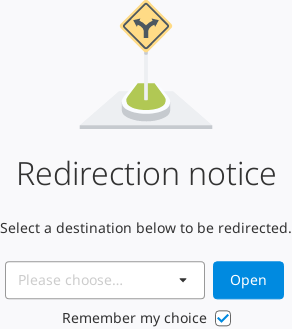 Redirection notice
Select a destination below to be redirected.
Please choose...
Open
Remember my choice